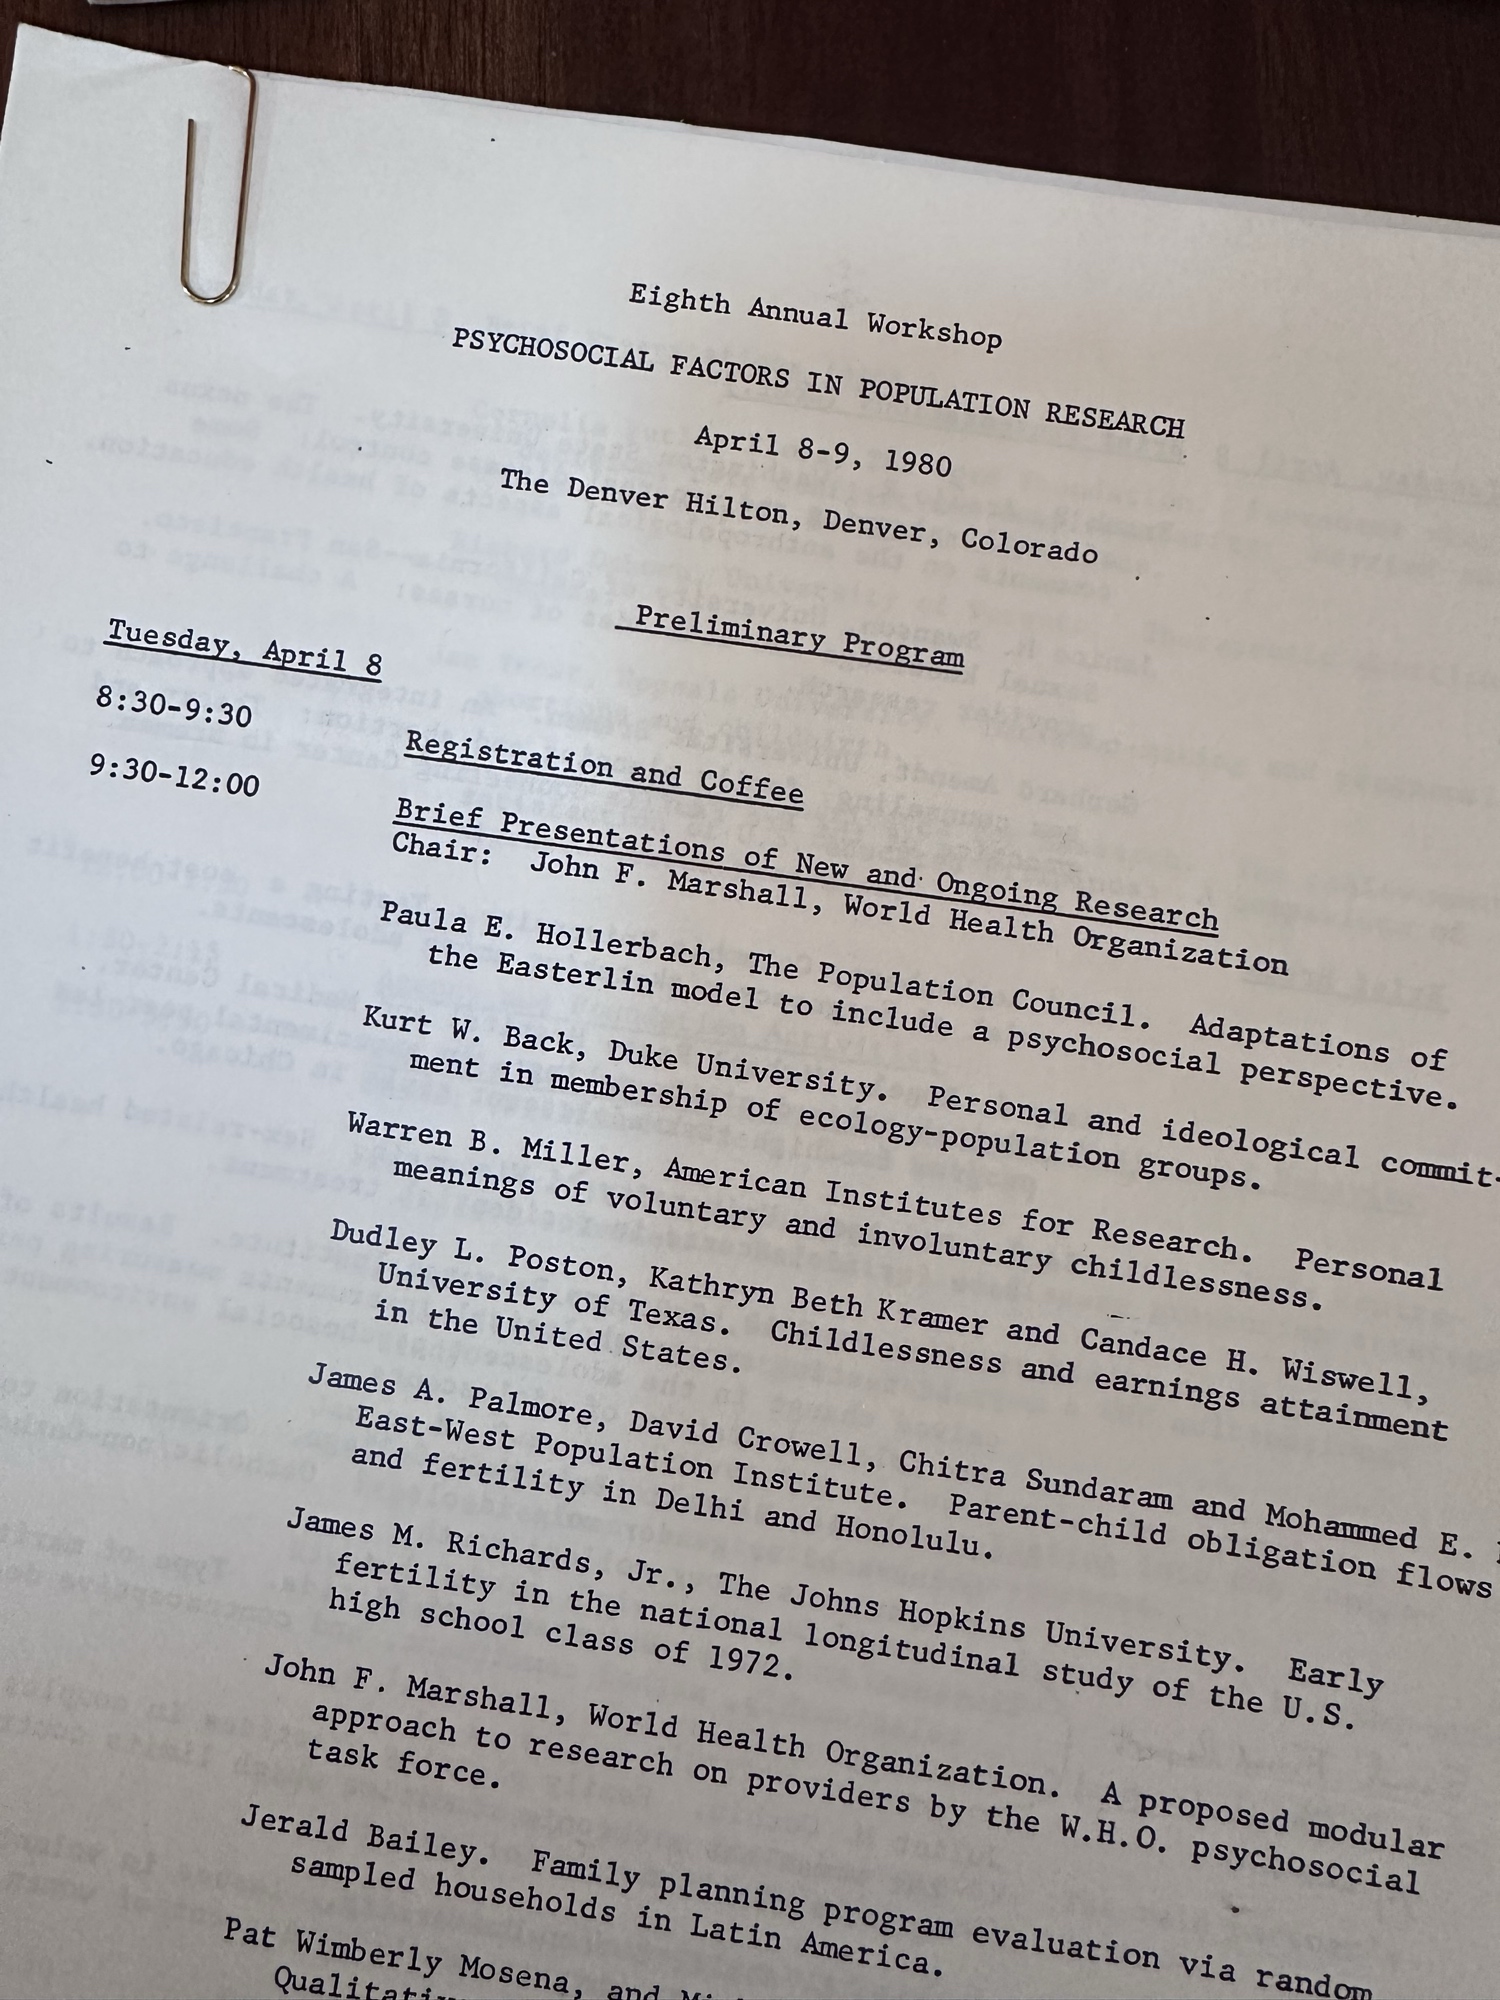 Eighth Annual Workshop
PSYCHOSOCIAL FACTORS IN POPULATION RESEARCH
April 8-9, 1980
The Denver Hilton, Denver, Colorado
Preliminary Program
Tuesday, April 8
8:30-9:30
Registration and Coffee
9:30-12:00
Brief Presentations of New and Ongoing Research
Chair: John F. Marshall, World Health Organization
Paula E. Hollerbach, The Population Council. Adaptations of
the Easterlin model to include a psychosocial perspective.
Kurt W. Back, Duke University. Personal and ideological commit-
ment in membership of ecology-population groups.
Warren B. Miller, American Institutes for Research. Personal
meanings of voluntary and involuntary childlessness.
Dudley L. Poston, Kathryn Beth Kramer and Candace H. Wiswell,
University of Texas. Childlessness and earnings attainment
in the United States.
James A. Palmore, David Crowell, Chitra Sundaram and Mohammed E.
East-West Population Institute. Parent-child obligation flows
and fertility in Delhi and Honolulu.
James M. Richards, Jr., The Johns Hopkins University. Early
fertility in the national longitudinal study of the U.S.
high school class of 1972.
John F. Marshall, World Health Organization. A proposed modular
approach to research on providers by the W.H.O. psychosocial
task force.
Jerald Bailey. Family planning program evaluation via random
sampled households in Latin America.
Pat Wimberly Mosena, and